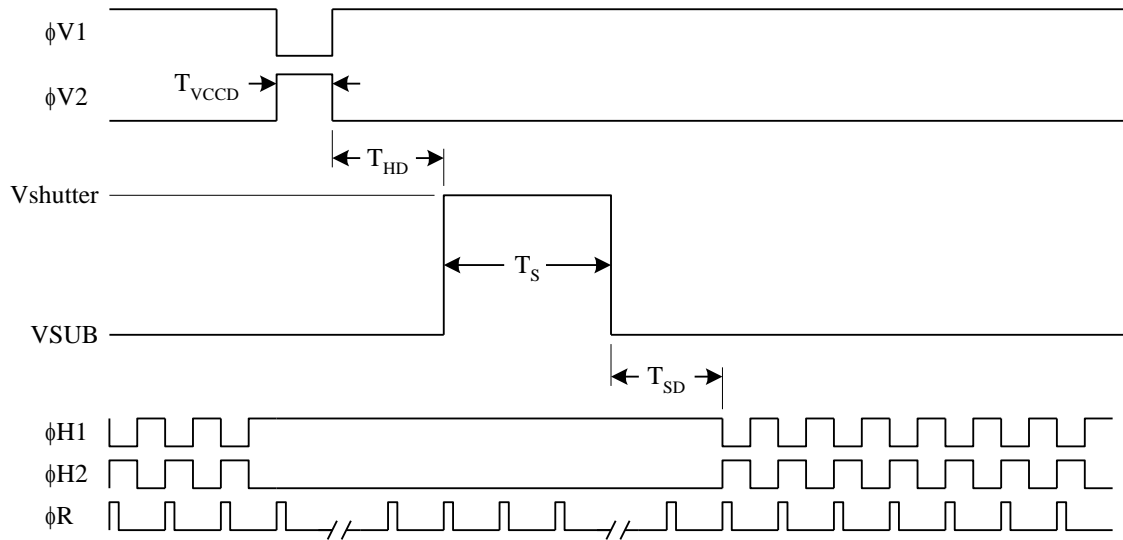 ϕV1
T_VCCD
ϕV2
T_HD
Vshutter
T_S
VSUB
T_SD
ϕH1
ϕH2
ϕR